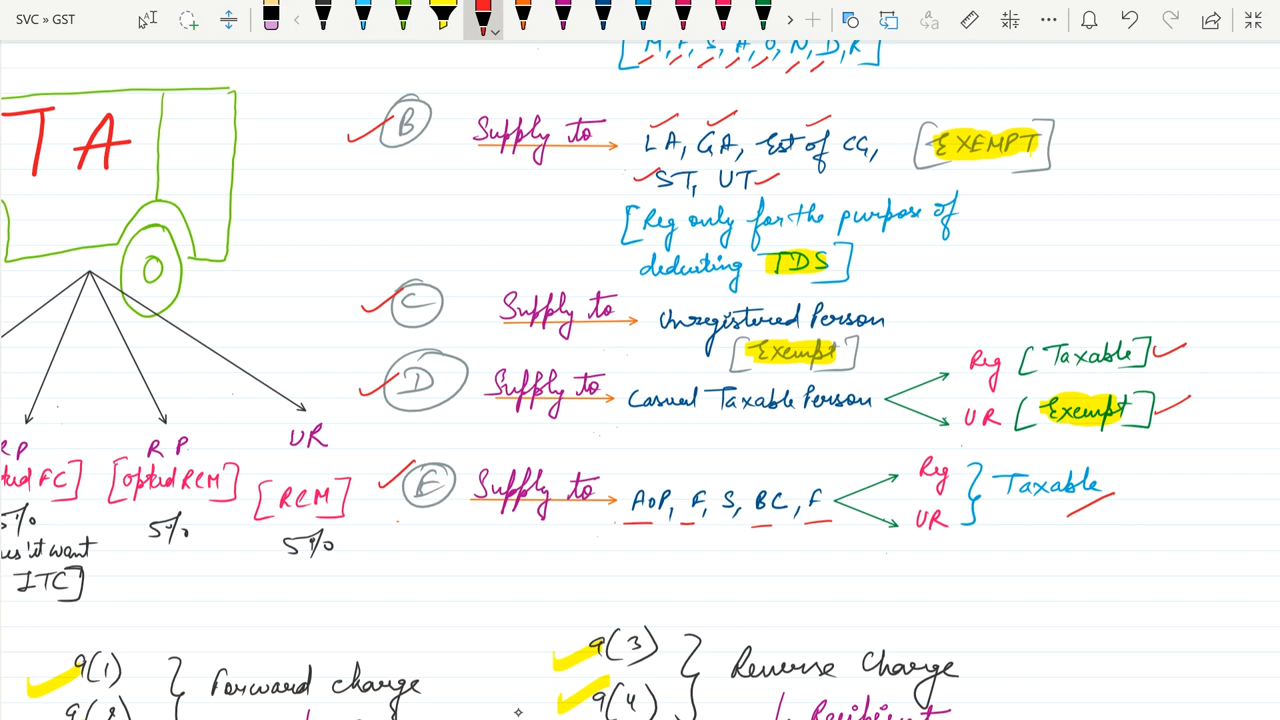 SVC » GST
[M, F, S, A, O, N, D, R]
TA
B Supply to LA, GA, Est of CG, [EXEMPT]
ST, UT
[Reg only for the purpose of
deducting TDS]
C Supply to Unregistered Person
[Exempt]
D Supply to Casual Taxable Person
Reg [Taxable]
UR [Exempt]
E Supply to AOP, F, S, BC, F
Reg
UR
Taxable
RP
[opted RCM]
5%
UR
[RCM]
5%
want
ITC]
9(1)
Forward charge
9(3)
9(4)
Reverse Charge
Recipient